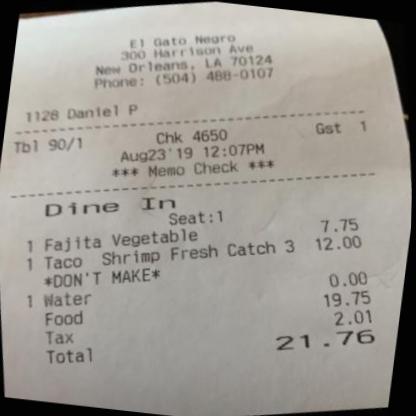 El Gato Negro
300 Harrison Ave
New Orleans, LA 70124
Phone: (504) 488-0107
1128 Daniel P
Tbl 90/1 Chk 4650 Gst 1
Aug23'19 12:07PM
*** Memo Check ***
Dine In
Seat:1
1 Fajita Vegetable 7.75
1 Taco Shrimp Fresh Catch 3 12.00
*DON'T MAKE*
1 Water 0.00
Food 19.75
Tax 2.01
Total 21.76